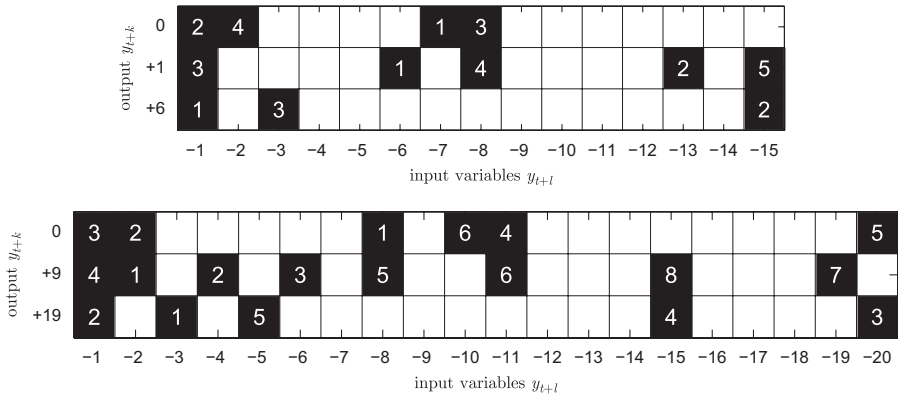 0 2 4 1 3
+1 3 1 4 2 5
+6 1 3 2
output y_{t+k}
−1 −2 −3 −4 −5 −6 −7 −8 −9 −10 −11 −12 −13 −14 −15
input variables y_{t+l}
0 3 2 1 6 4 5
+9 4 1 2 3 5 6 8 7
+19 2 1 5 4 3
output y_{t+k}
−1 −2 −3 −4 −5 −6 −7 −8 −9 −10 −11 −12 −13 −14 −15 −16 −17 −18 −19 −20
input variables y_{t+l}